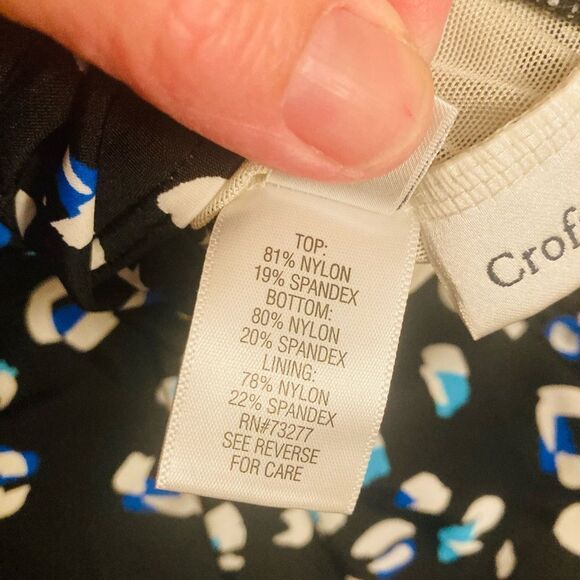 TOP:
81% NYLON
19% SPANDEX
BOTTOM:
80% NYLON
20% SPANDEX
LINING:
78% NYLON
22% SPANDEX
RN#73277
SEE REVERSE
FOR CARE
Crof